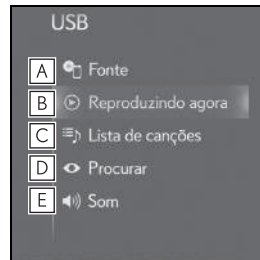 USB
A Fonte
B Reproduzindo agora
C Lista de canções
D Procurar
E Som